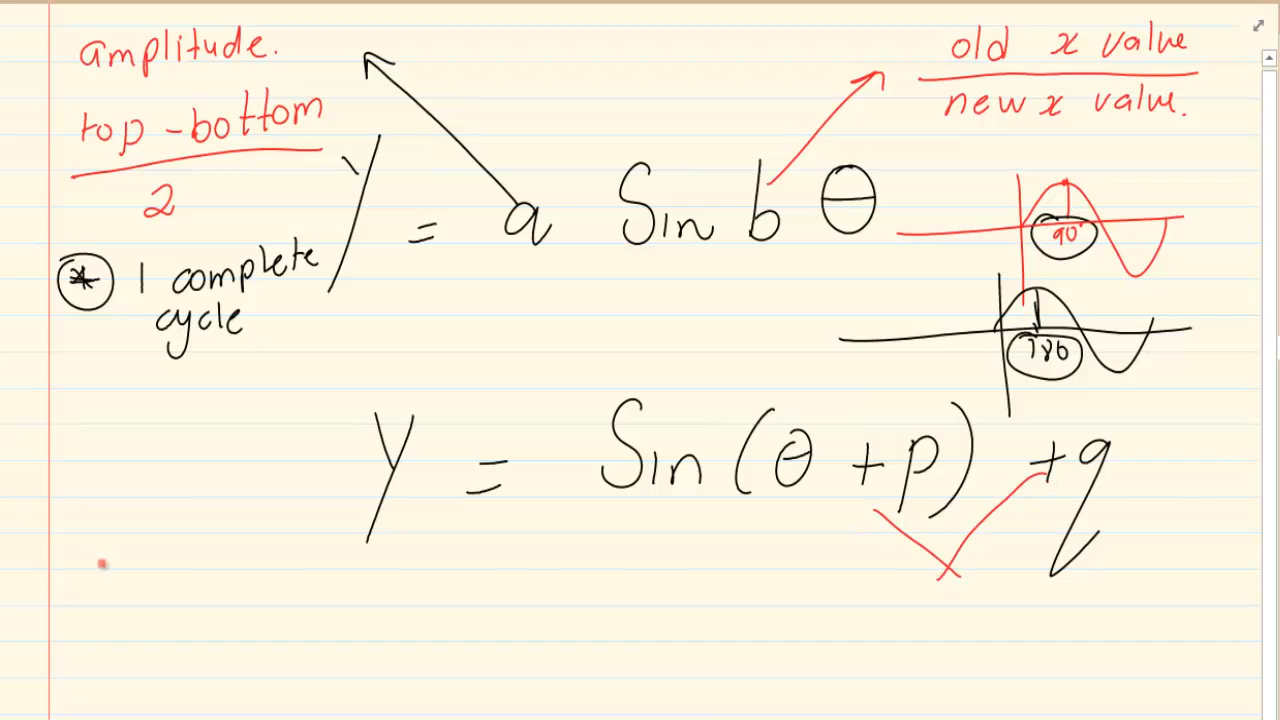 amplitude.
top - bottom
2
old x value
new x value.
y = a Sin b θ
90°
* 1 complete
cycle
180
y = Sin (θ + p) + q